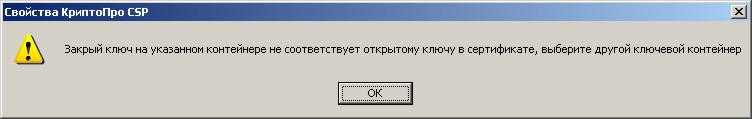 Свойства КриптоПро CSP
Закрый ключ на указанном контейнере не соответствует открытому ключу в сертификате, выберите другой ключевой контейнер
OK